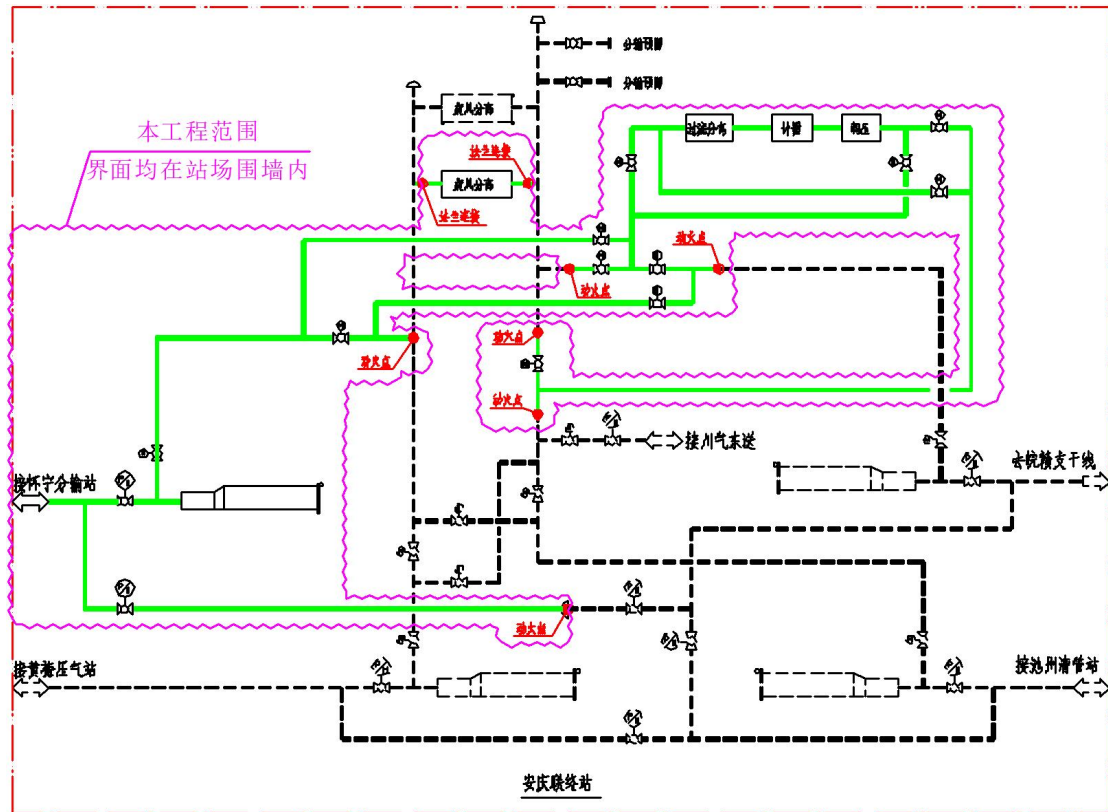 分输预留
分输预留
旋风分离
过滤分离
计量
调压
本工程范围
界面均在站场围墙内
法兰连接
旋风分离
法兰连接
动火点
动火点
动火点
动火点
动火点
接川气东送
接怀宁分输站
去皖赣支干线
动火点
接黄梅压气站
接池州清管站
安庆联络站